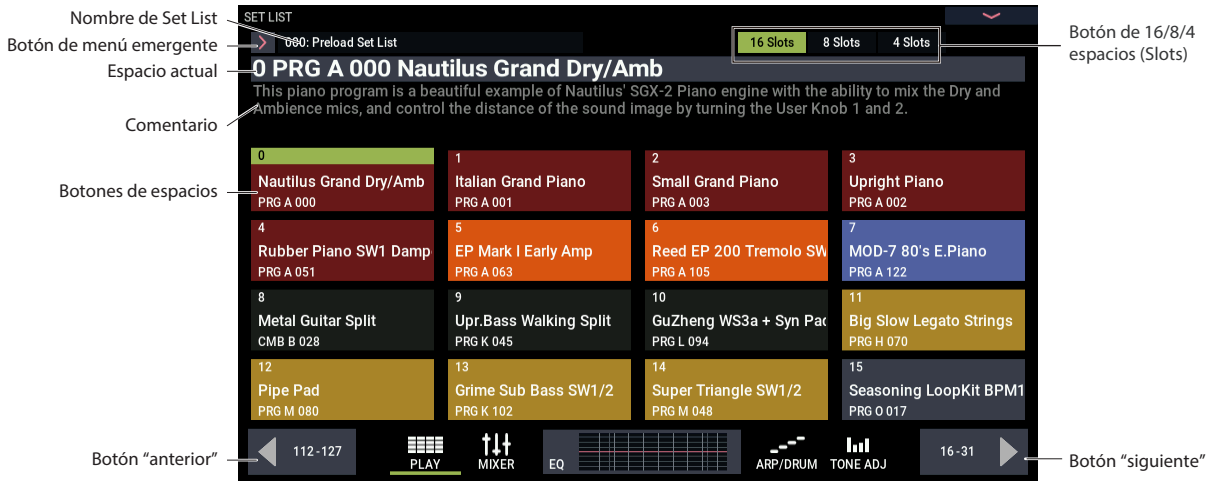 Nombre de Set List
Botón de menú emergente
Espacio actual
Comentario
Botones de espacios
Botón “anterior”
SET LIST
000: Preload Set List
16 Slots
8 Slots
4 Slots
Botón de 16/8/4
espacios (Slots)
0 PRG A 000 Nautilus Grand Dry/Amb
This piano program is a beautiful example of Nautilus' SGX-2 Piano engine with the ability to mix the Dry and
Ambience mics, and control the distance of the sound image by turning the User Knob 1 and 2.
0
Nautilus Grand Dry/Amb
PRG A 000
1
Italian Grand Piano
PRG A 001
2
Small Grand Piano
PRG A 003
3
Upright Piano
PRG A 002
4
Rubber Piano SW1 Damp
PRG A 051
5
EP Mark I Early Amp
PRG A 063
6
Reed EP 200 Tremolo SW
PRG A 105
7
MOD-7 80's E.Piano
PRG A 122
8
Metal Guitar Split
CMB B 028
9
Upr.Bass Walking Split
PRG K 045
10
GuZheng WS3a + Syn Pad
PRG L 094
11
Big Slow Legato Strings
PRG H 070
12
Pipe Pad
PRG M 080
13
Grime Sub Bass SW1/2
PRG K 102
14
Super Triangle SW1/2
PRG M 048
15
Seasoning LoopKit BPM1
PRG O 017
112-127
PLAY
MIXER
EQ
ARP/DRUM
TONE ADJ
16-31
Botón “siguiente”